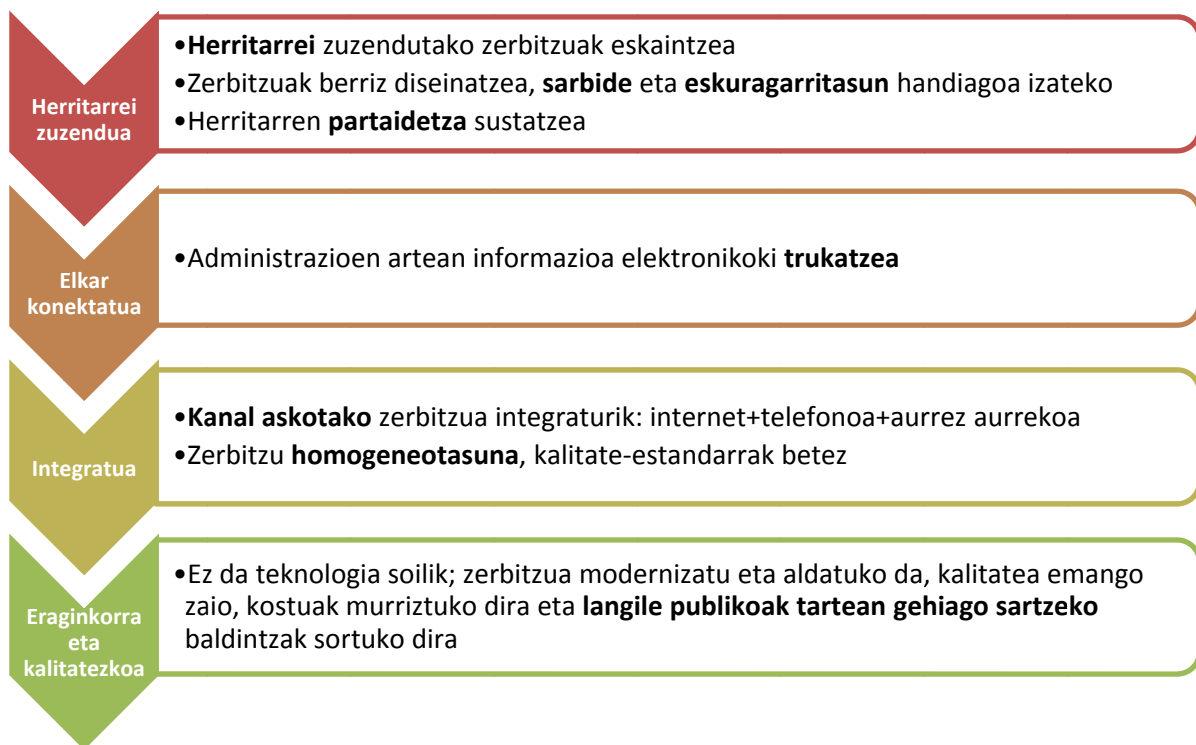 Herritarrei
zuzendua
•Herritarrei zuzendutako zerbitzuak eskaintzea
•Zerbitzuak berriz diseinatzea, sarbide eta eskuragarritasun handiagoa izateko
•Herritarren partaidetza sustatzea
Elkar
konektatua
•Administrazioen artean informazioa elektronikoki trukatzea
Integratua
•Kanal askotako zerbitzua integraturik: internet+telefonoa+aurrez aurrekoa
•Zerbitzu homogeneotasuna, kalitate-estandarrak betez
Eraginkorra
eta
kalitatezkoa
•Ez da teknologia soilik; zerbitzua modernizatu eta aldatuko da, kalitatea emango
zaio, kostuak murriztuko dira eta langile publikoak tartean gehiago sartzeko
baldintzak sortuko dira